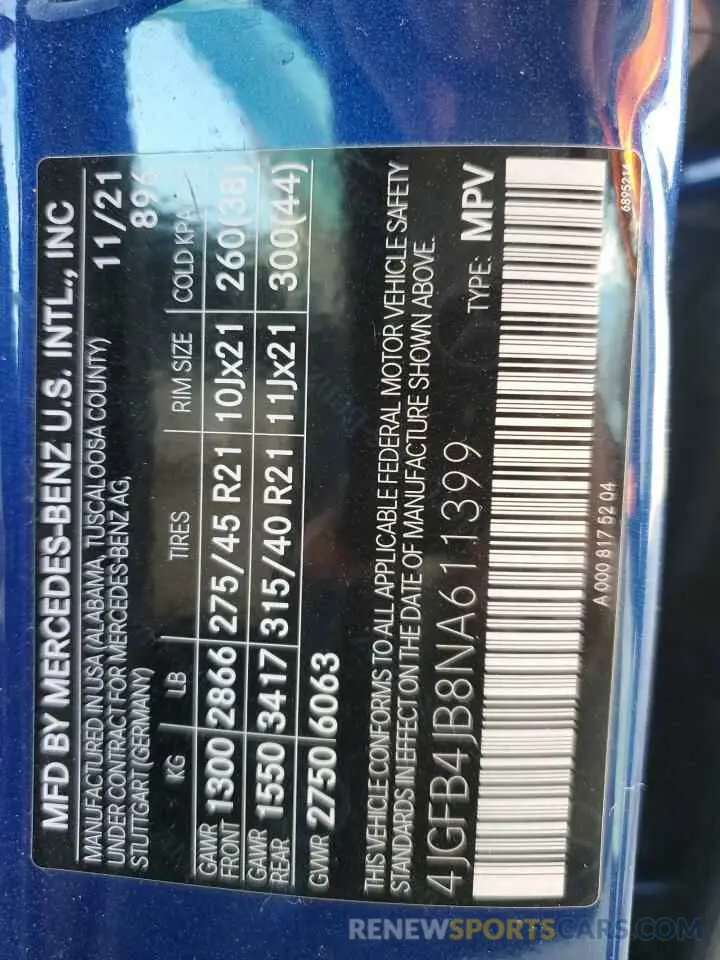 MFD BY MERCEDES-BENZ U.S. INTL., INC
MANUFACTURED IN USA (ALABAMA, TUSCALOOSA COUNTY) 11/21
UNDER CONTRACT FOR MERCEDES-BENZ AG,
STUTTGART (GERMANY) 896
KG LB TIRES RIM SIZE COLD KPA
GAWR FRONT 1300 2866 275/45 R21 10Jx21 260(38)
GAWR REAR 1550 3417 315/40 R21 11Jx21 300(44)
GVWR 2750 6063
THIS VEHICLE CONFORMS TO ALL APPLICABLE FEDERAL MOTOR VEHICLE SAFETY
STANDARDS IN EFFECT ON THE DATE OF MANUFACTURE SHOWN ABOVE.
4JGFB4JB8NA611399 TYPE: MPV
A 000 817 52 04
RENEWSPORTSCARS.COM